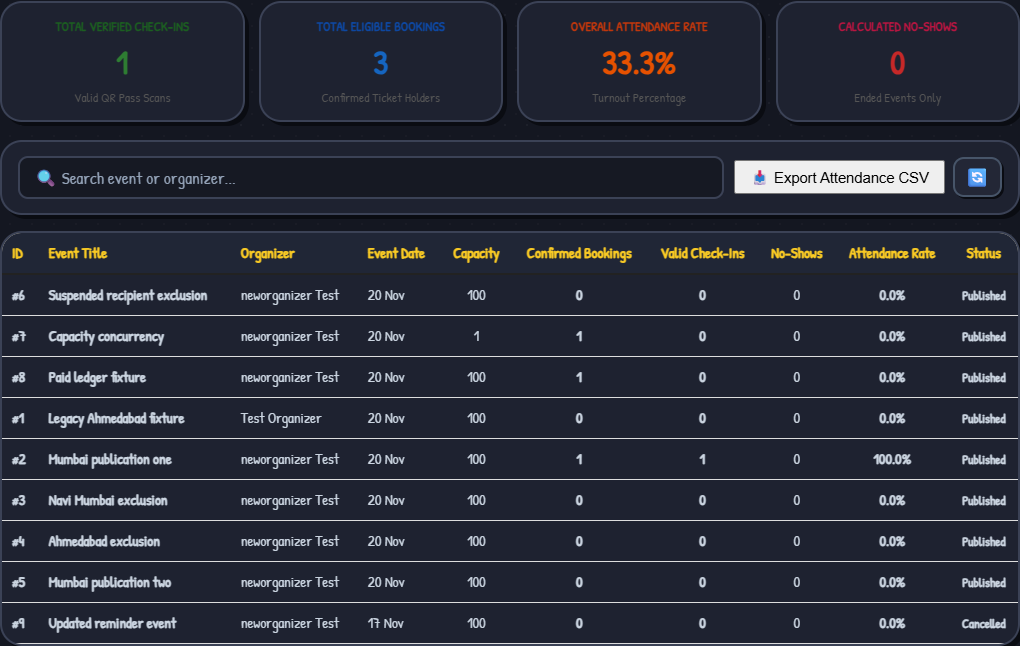 TOTAL VERIFIED CHECK-INS TOTAL ELIGIBLE BOOKINGS OVERALL ATTENDANCE RATE CALCULATED NO-SHOWS
1 3 33.3% 0
Valid QR Pass Scans Confirmed Ticket Holders Turnout Percentage Ended Events Only
Search event or organizer... Export Attendance CSV
ID Event Title Organizer Event Date Capacity Confirmed Bookings Valid Check-Ins No-Shows Attendance Rate Status
#6 Suspended recipient exclusion neworganizer Test 20 Nov 100 0 0 0 0.0% Published
#7 Capacity concurrency neworganizer Test 20 Nov 1 1 0 0 0.0% Published
#8 Paid ledger fixture neworganizer Test 20 Nov 100 1 0 0 0.0% Published
#1 Legacy Ahmedabad fixture Test Organizer 20 Nov 100 0 0 0 0.0% Published
#2 Mumbai publication one neworganizer Test 20 Nov 100 1 1 0 100.0% Published
#3 Navi Mumbai exclusion neworganizer Test 20 Nov 100 0 0 0 0.0% Published
#4 Ahmedabad exclusion neworganizer Test 20 Nov 100 0 0 0 0.0% Published
#5 Mumbai publication two neworganizer Test 20 Nov 100 0 0 0 0.0% Published
#9 Updated reminder event neworganizer Test 17 Nov 100 0 0 0 0.0% Cancelled